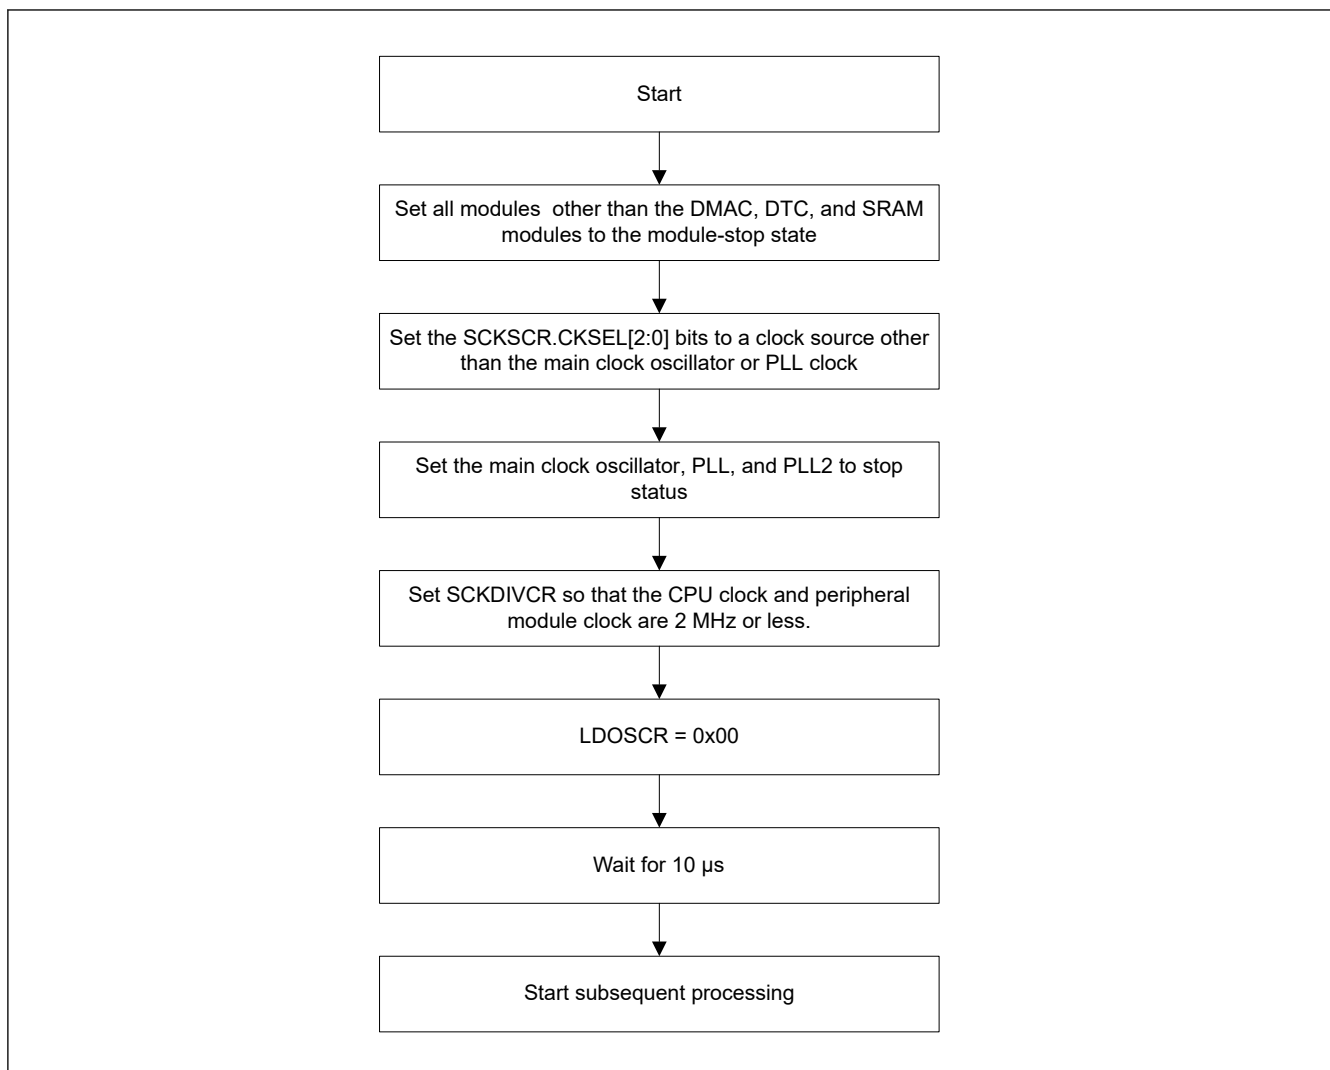 Start
Set all modules  other than the DMAC, DTC, and SRAM
modules to the module-stop state
Set the SCKSCR.CKSEL[2:0] bits to a clock source other
than the main clock oscillator or PLL clock
Set the main clock oscillator, PLL, and PLL2 to stop
status
Set SCKDIVCR so that the CPU clock and peripheral
module clock are 2 MHz or less.
LDOSCR = 0x00
Wait for 10 µs
Start subsequent processing